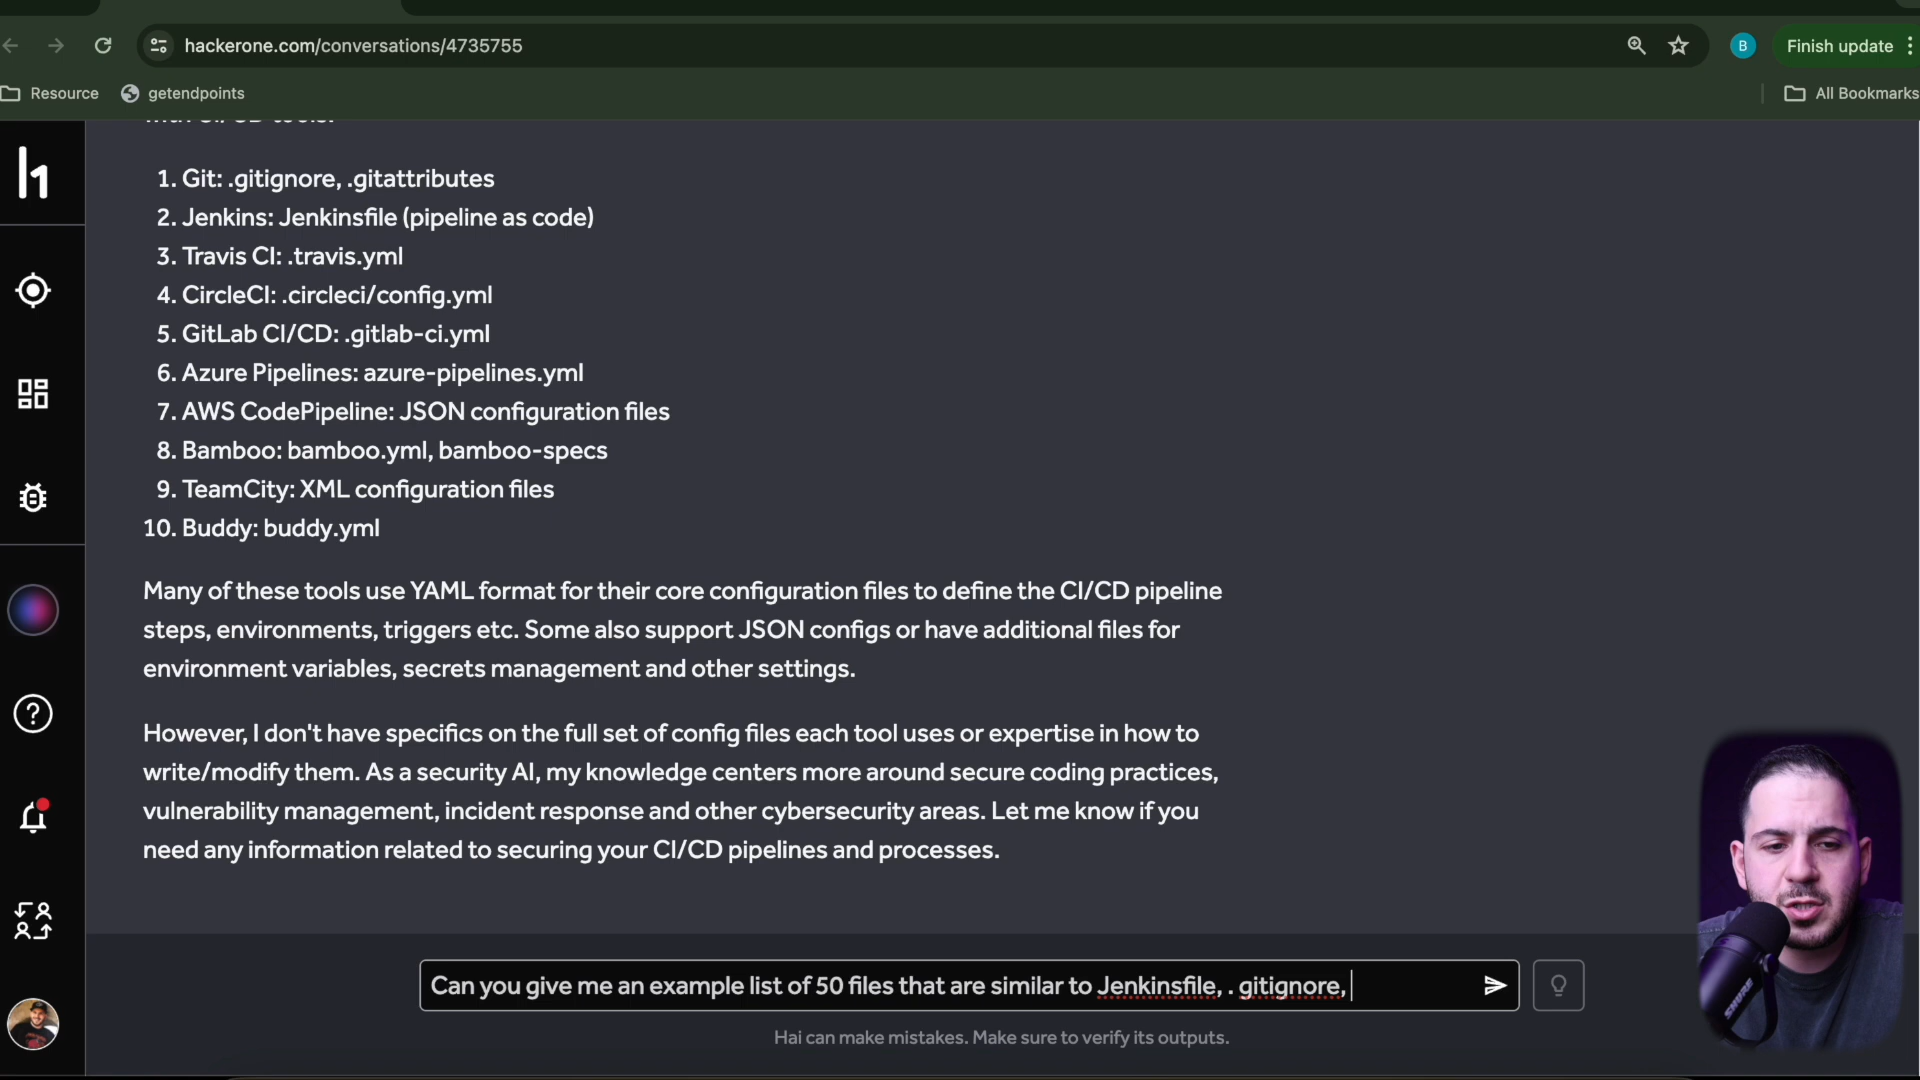 hackerone.com/conversations/4735755
B
Finish update
Resource
getendpoints
All Bookmarks
with CI/CD tools:
1. Git: .gitignore, .gitattributes
2. Jenkins: Jenkinsfile (pipeline as code)
3. Travis CI: .travis.yml
4. CircleCI: .circleci/config.yml
5. GitLab CI/CD: .gitlab-ci.yml
6. Azure Pipelines: azure-pipelines.yml
7. AWS CodePipeline: JSON configuration files
8. Bamboo: bamboo.yml, bamboo-specs
9. TeamCity: XML configuration files
10. Buddy: buddy.yml
Many of these tools use YAML format for their core configuration files to define the CI/CD pipeline
steps, environments, triggers etc. Some also support JSON configs or have additional files for
environment variables, secrets management and other settings.
However, I don't have specifics on the full set of config files each tool uses or expertise in how to
write/modify them. As a security AI, my knowledge centers more around secure coding practices,
vulnerability management, incident response and other cybersecurity areas. Let me know if you
need any information related to securing your CI/CD pipelines and processes.
Can you give me an example list of 50 files that are similar to Jenkinsfile, . gitignore,
Hai can make mistakes. Make sure to verify its outputs.
SHURE